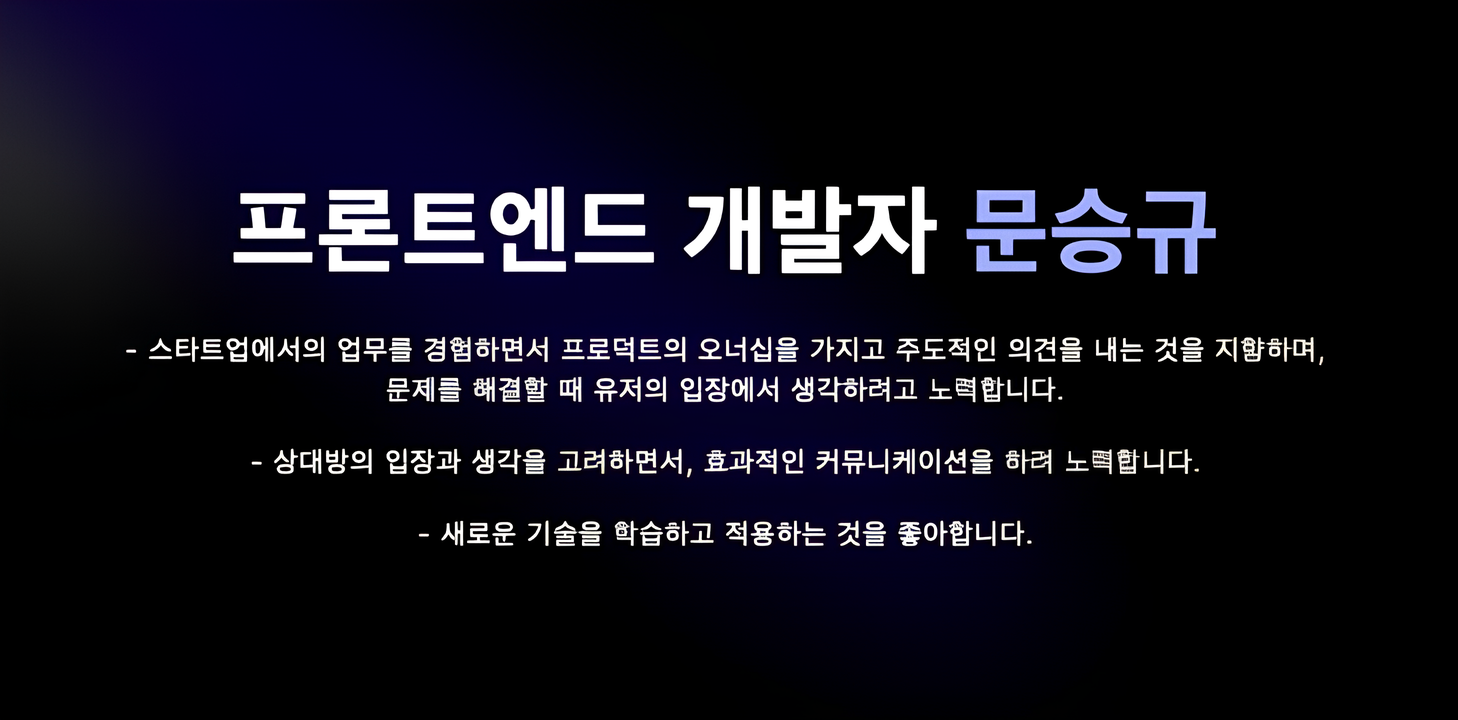 프론트엔드 개발자 문승규
- 스타트업에서의 업무를 경험하면서 프로덕트의 오너십을 가지고 주도적인 의견을 내는 것을 지향하며,
문제를 해결할 때 유저의 입장에서 생각하려고 노력합니다.
- 상대방의 입장과 생각을 고려하면서, 효과적인 커뮤니케이션을 하려 노력합니다.
- 새로운 기술을 학습하고 적용하는 것을 좋아합니다.